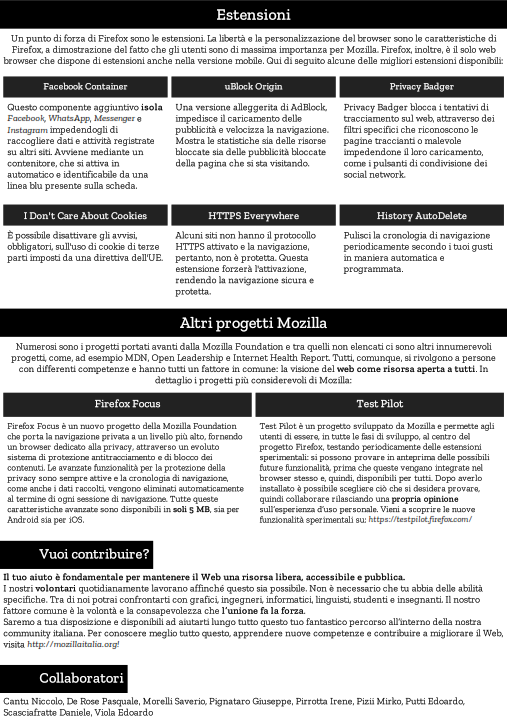 Estensioni
Un punto di forza di Firefox sono le estensioni. La libertà e la personalizzazione del browser sono le caratteristiche di
Firefox, a dimostrazione del fatto che gli utenti sono di massima importanza per Mozilla. Firefox, inoltre, è il solo web
browser che dispone di estensioni anche nella versione mobile. Qui di seguito alcune delle migliori estensioni disponibili:
Facebook Container
Questo componente aggiuntivo isola
Facebook, WhatsApp, Messenger e
Instagram impedendogli di
raccogliere dati e attività registrate
su altri siti. Avviene mediante un
contenitore, che si attiva in
automatico e identificabile da una
linea blu presente sulla scheda.
uBlock Origin
Una versione alleggerita di AdBlock,
impedisce il caricamento delle
pubblicità e velocizza la navigazione.
Mostra le statistiche sia delle risorse
bloccate sia delle pubblicità bloccate
della pagina che si sta visitando.
Privacy Badger
Privacy Badger blocca i tentativi di
tracciamento sul web, attraverso dei
filtri specifici che riconoscono le
pagine traccianti o malevole
impedendone il loro caricamento,
come i pulsanti di condivisione dei
social network.
I Don't Care About Cookies
È possibile disattivare gli avvisi,
obbligatori, sull'uso di cookie di terze
parti imposti da una direttiva dell'UE.
HTTPS Everywhere
Alcuni siti non hanno il protocollo
HTTPS attivato e la navigazione,
pertanto, non è protetta. Questa
estensione forzerà l'attivazione,
rendendo la navigazione sicura e
protetta.
History AutoDelete
Pulisci la cronologia di navigazione
periodicamente secondo i tuoi gusti
in maniera automatica e
programmata.
Altri progetti Mozilla
Numerosi sono i progetti portati avanti dalla Mozilla Foundation e tra quelli non elencati ci sono altri innumerevoli
progetti, come, ad esempio MDN, Open Leadership e Internet Health Report. Tutti, comunque, si rivolgono a persone
con differenti competenze e hanno tutti un fattore in comune: la visione del web come risorsa aperta a tutti. In
dettaglio i progetti più considerevoli di Mozilla:
Firefox Focus
Firefox Focus è un nuovo progetto della Mozilla Foundation
che porta la navigazione privata a un livello più alto, fornendo
un browser dedicato alla privacy, attraverso un evoluto
sistema di protezione antitracciamento e di blocco dei
contenuti. Le avanzate funzionalità per la protezione della
privacy sono sempre attive e la cronologia di navigazione,
come anche i dati raccolti, vengono eliminati automaticamente
al termine di ogni sessione di navigazione. Tutte queste
caratteristiche avanzate sono disponibili in soli 5 MB, sia per
Android sia per iOS.
Test Pilot
Test Pilot è un progetto sviluppato da Mozilla e permette agli
utenti di essere, in tutte le fasi di sviluppo, al centro del
progetto Firefox, testando periodicamente delle estensioni
sperimentali: si possono provare in anteprima delle possibili
future funzionalità, prima che queste vengano integrate nel
browser stesso e, quindi, disponibili per tutti. Dopo averlo
installato è possibile scegliere ciò che si desidera provare,
quindi collaborare rilasciando una propria opinione
sull'esperienza d'uso personale. Vieni a scoprire le nuove
funzionalità sperimentali su: https://testpilot.firefox.com/
Vuoi contribuire?
Il tuo aiuto è fondamentale per mantenere il Web una risorsa libera, accessibile e pubblica.
I nostri volontari quotidianamente lavorano affinché questo sia possibile. Non è necessario che tu abbia delle abilità
specifiche. Tra di noi potrai confrontarti con grafici, ingegneri, informatici, linguisti, studenti e insegnanti. Il nostro
fattore comune è la volontà e la consapevolezza che l'unione fa la forza.
Saremo a tua disposizione e disponibili ad aiutarti lungo tutto questo tuo fantastico percorso all'interno della nostra
community italiana. Per conoscere meglio tutto questo, apprendere nuove competenze e contribuire a migliorare il Web,
visita http://mozillaitalia.org!
Collaboratori
Cantu Niccolo, De Rose Pasquale, Morelli Saverio, Pignataro Giuseppe, Pirrotta Irene, Pizii Mirko, Putti Edoardo,
Scasciafratte Daniele, Viola Edoardo